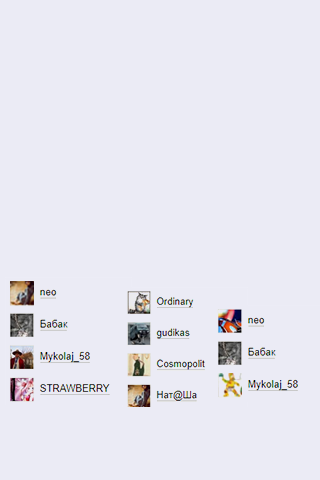 neo
Бабак
Mykolaj_58
STRAWBERRY
Ordinary
gudikas
Cosmopolit
Нат@Ша
neo
Бабак
Mykolaj_58